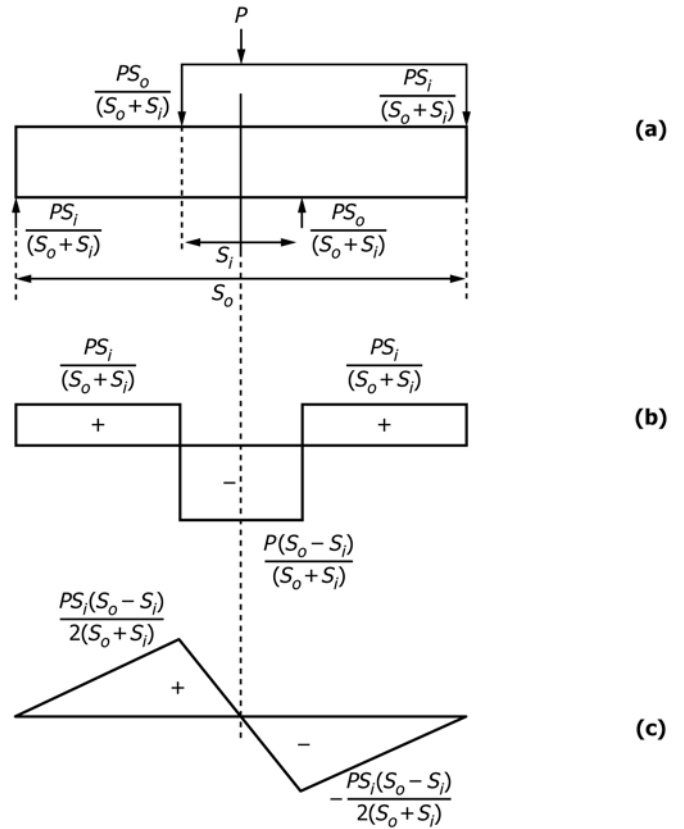 P
PS_o/(S_o+S_i)
PS_i/(S_o+S_i)
(a)
PS_i/(S_o+S_i)
PS_o/(S_o+S_i)
S_i
S_o
PS_i/(S_o+S_i)
PS_i/(S_o+S_i)
+
+
(b)
−
P(S_o−S_i)/(S_o+S_i)
PS_i(S_o−S_i)/2(S_o+S_i)
+
−
(c)
−PS_i(S_o−S_i)/2(S_o+S_i)